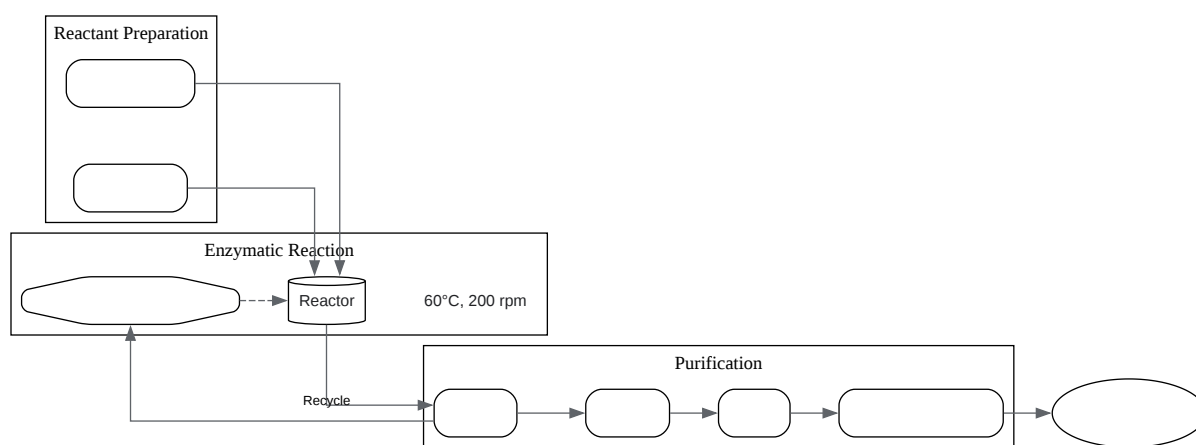 Reactant Preparation
Enzymatic Reaction
Reactor
60°C, 200 rpm
Purification
Recycle